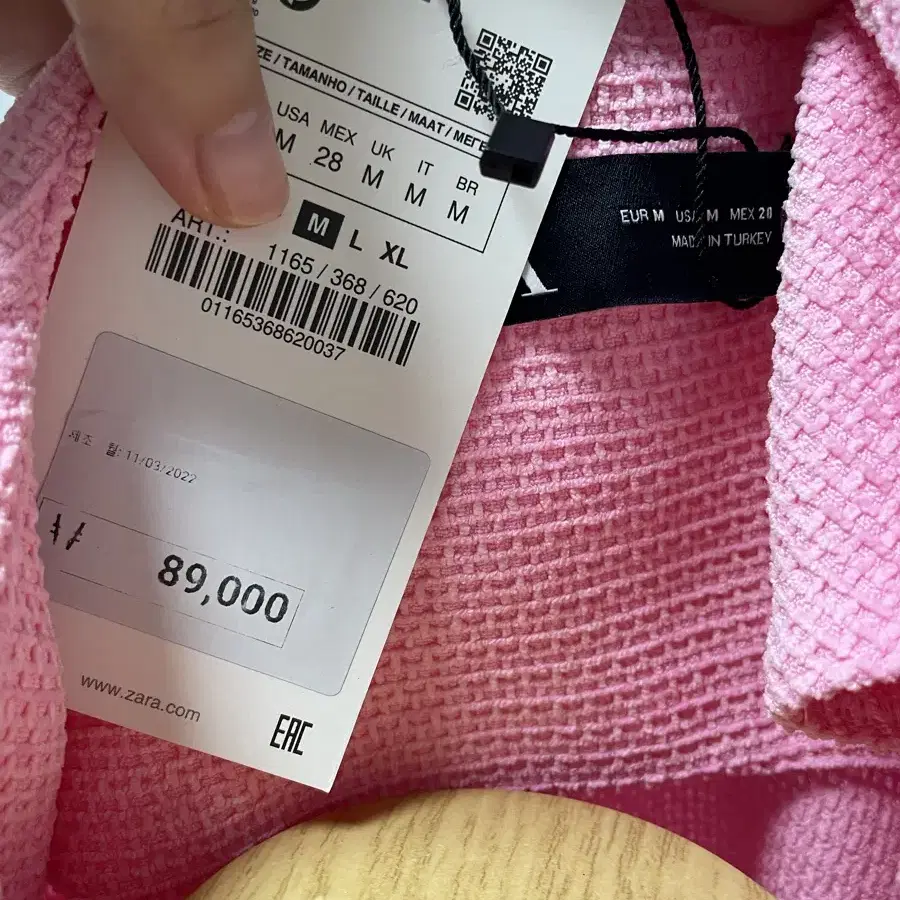 ZE / TAMANHO / TAILLE / MAAT / МЕГЕ
USA MEX UK IT BR
M 28 M M M
M L XL
ART.:
1165 / 368 / 620
01165368620037
제조 월: 11/03/2022
89,000
www.zara.com
EAC
EUR M USA M MEX 28
MADE IN TURKEY